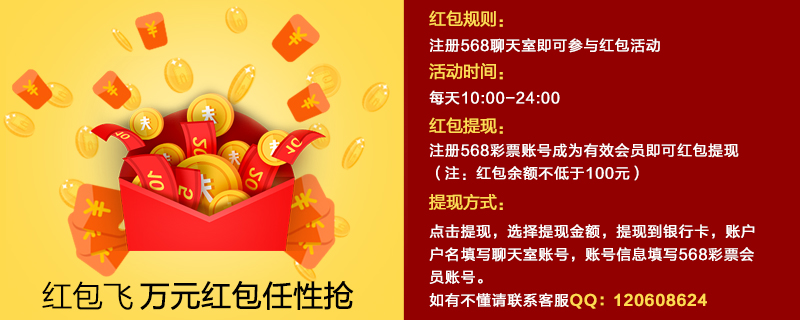 红包飞 万元红包任性抢
红包规则：
注册568聊天室即可参与红包活动
活动时间：
每天10:00-24:00
红包提现：
注册568彩票账号成为有效会员即可红包提现
（注：红包余额不低于100元）
提现方式：
点击提现，选择提现金额，提现到银行卡，账户
户名填写聊天室账号，账号信息填写568彩票会
员账号。
如有不懂请联系客服QQ：120608624